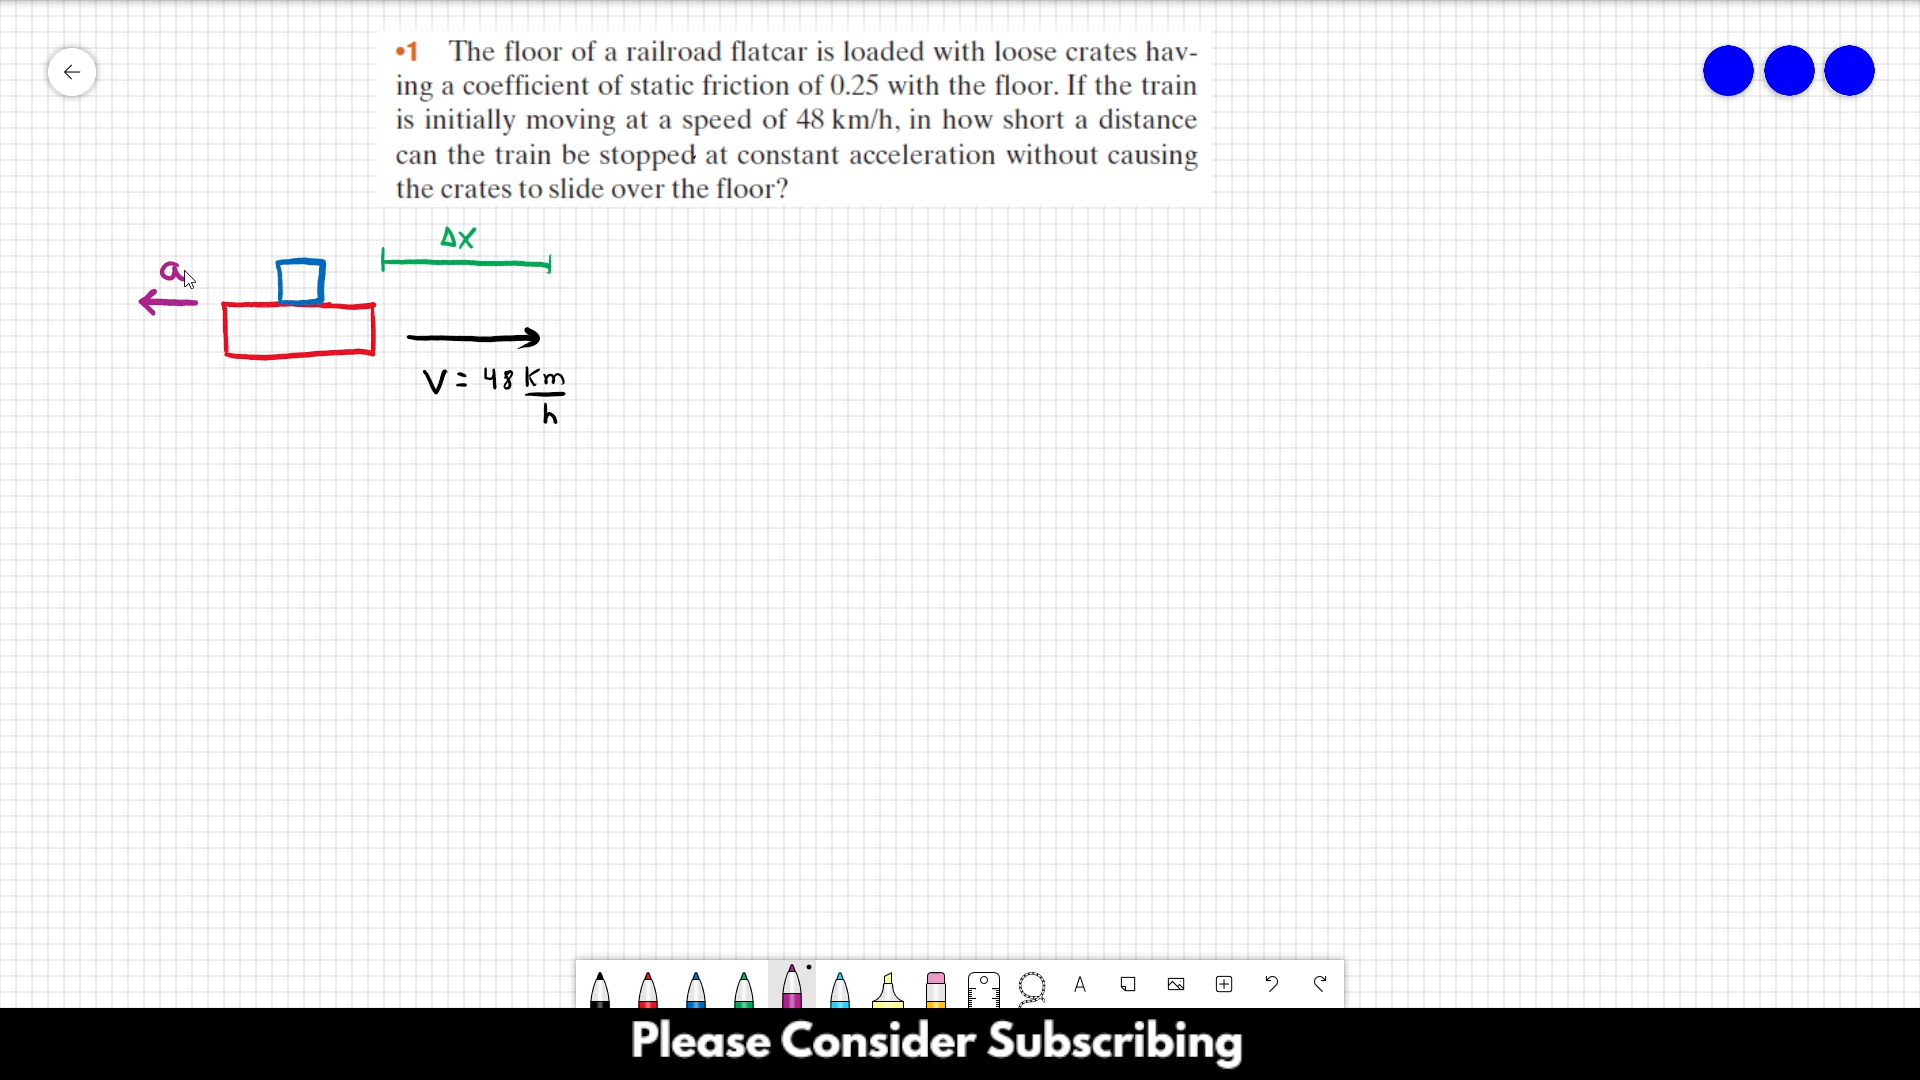 •1 The floor of a railroad flatcar is loaded with loose crates hav-
ing a coefficient of static friction of 0.25 with the floor. If the train
is initially moving at a speed of 48 km/h, in how short a distance
can the train be stopped at constant acceleration without causing
the crates to slide over the floor?
Δx
a
V = 48 Km
h
A
Please Consider Subscribing